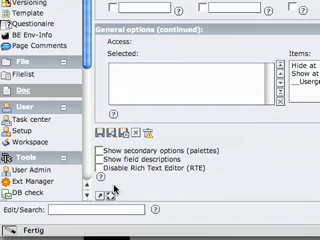 Versioning
Template
Questionaire
BE Env-Info
Page Comments
File
Filelist
Doc
User
Task center
Setup
Workspace
Tools
User Admin
Ext Manager
DB check
General options (continued):
Access:
Selected:
Items:
Hide at
Show at
__Userg
Show secondary options (palettes)
Show field descriptions
Disable Rich Text Editor (RTE)
Edit/Search:
Fertig